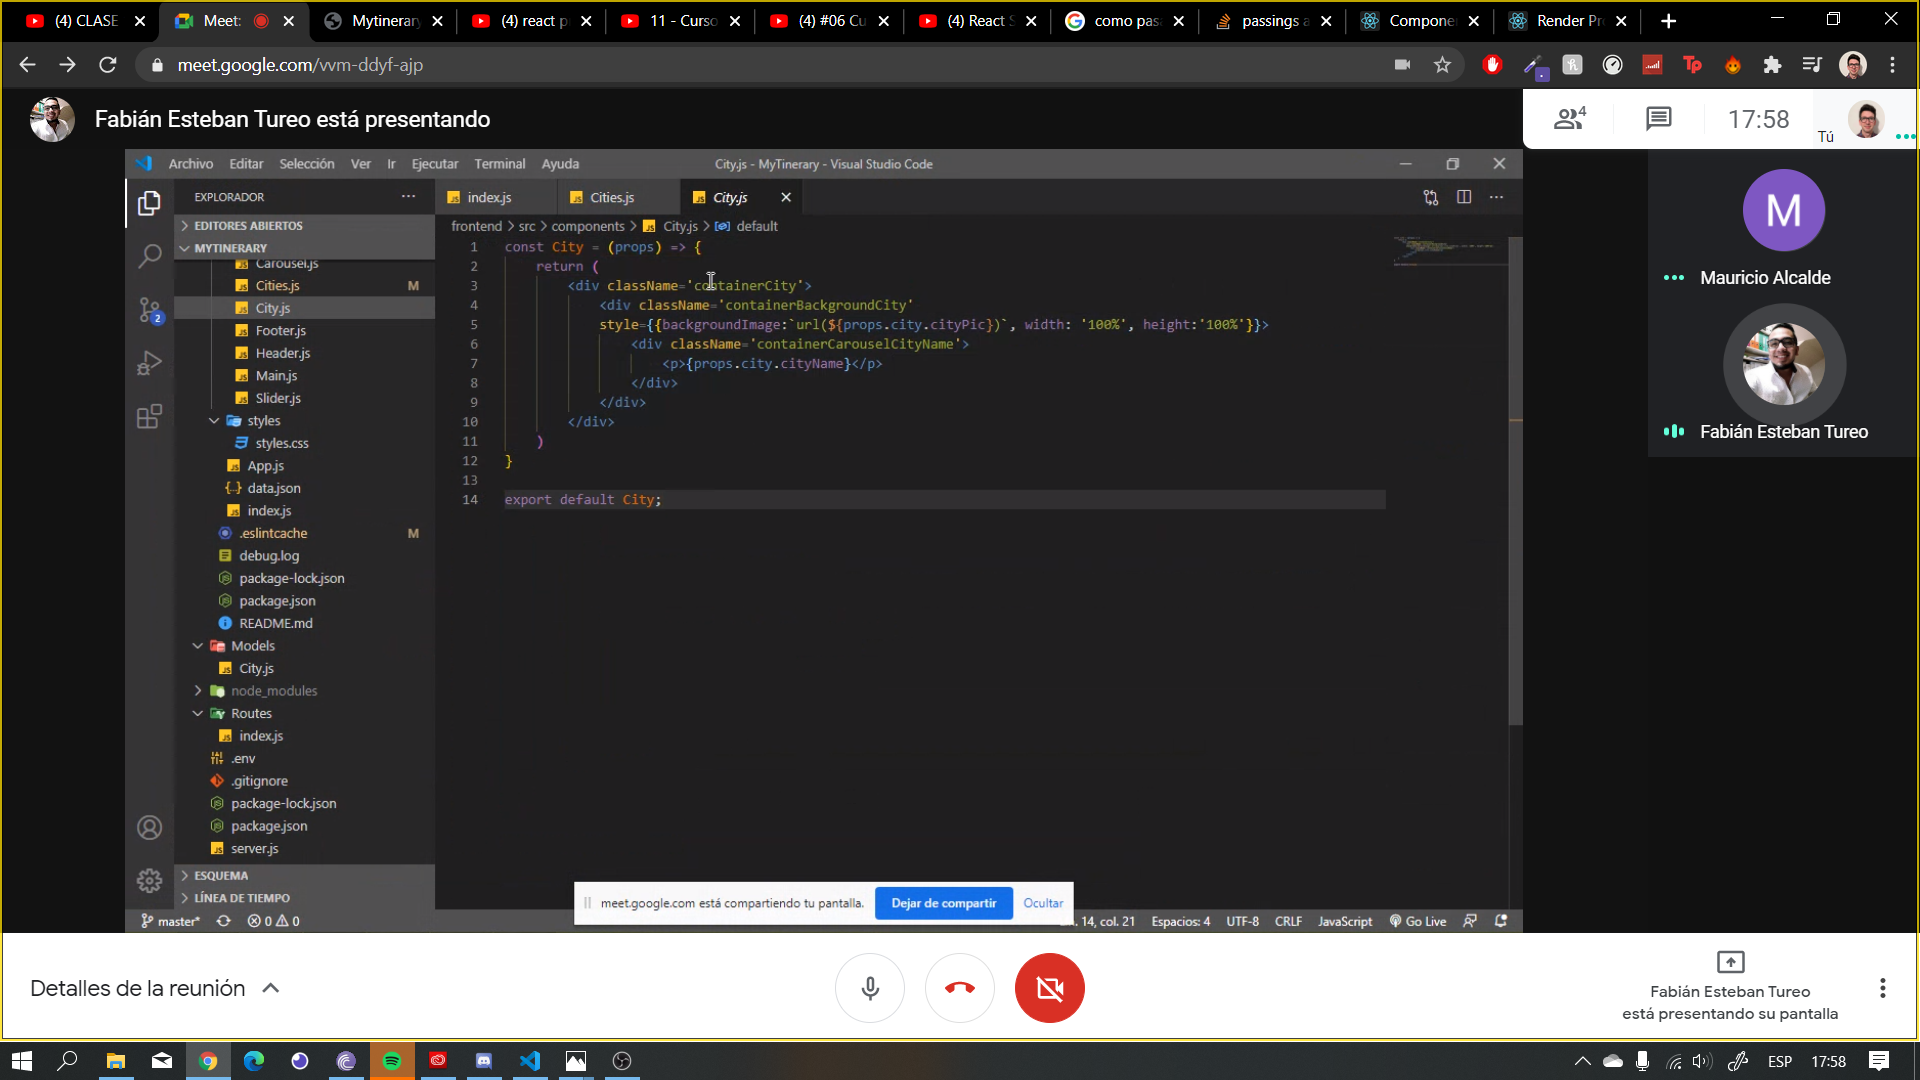 (4) CLASE
Meet:
Mytinerary
(4) react p
11 - Curso
(4) #06 Cu
(4) React S
como pas
passings a
Componen
Render Pr
meet.google.com/vvm-ddyf-ajp
Fabián Esteban Tureo está presentando
4
17:58
Tú
Archivo Editar Selección Ver Ir Ejecutar Terminal Ayuda
City.js - MyTinerary - Visual Studio Code
EXPLORADOR
index.js
Cities.js
City.js
EDITORES ABIERTOS
MYTINERARY
Carousel.js
Cities.js M
City.js
Footer.js
Header.js
Main.js
Slider.js
styles
styles.css
App.js
data.json
index.js
.eslintcache M
debug.log
package-lock.json
package.json
README.md
Models
City.js
node_modules
Routes
index.js
.env
.gitignore
package-lock.json
package.json
server.js
ESQUEMA
LÍNEA DE TIEMPO
2
frontend > src > components > City.js > default
1 const City = (props) => {
2 return (
3 <div className='containerCity'>
4 <div className='containerBackgroundCity'
5 style={{backgroundImage:`url(${props.city.cityPic})`, width: '100%', height:'100%'}}>
6 <div className='containerCarouselCityName'>
7 <p>{props.city.cityName}</p>
8 </div>
9 </div>
10 </div>
11 )
12 }
13
14 export default City;
M
Mauricio Alcalde
Fabián Esteban Tureo
meet.google.com está compartiendo tu pantalla.
Dejar de compartir
Ocultar
master*
0 0
14, col. 21
Espacios: 4
UTF-8
CRLF
JavaScript
Go Live
Detalles de la reunión
Fabián Esteban Tureo
está presentando su pantalla
ESP
17:58